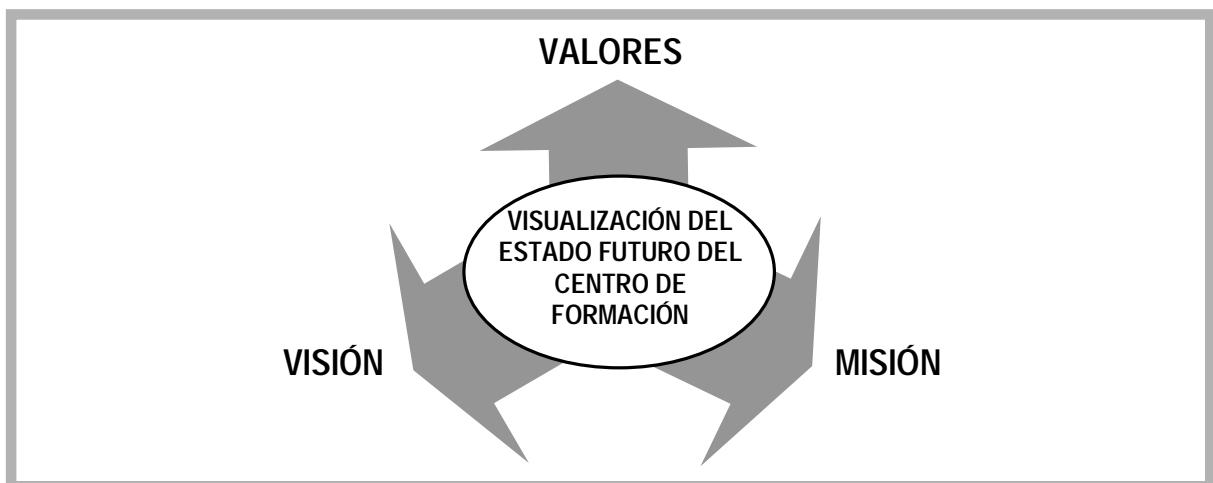 VALORES
VISUALIZACIÓN DEL
ESTADO FUTURO DEL
CENTRO DE
FORMACIÓN
VISIÓN
MISIÓN